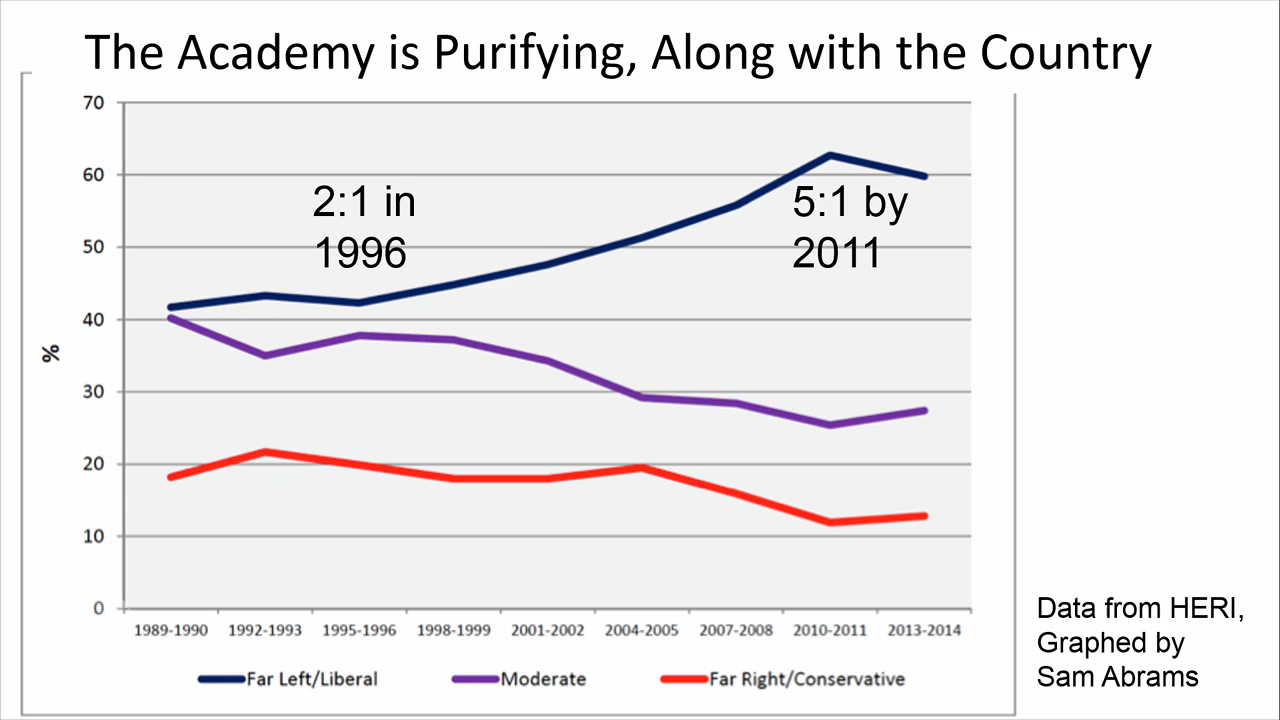 The Academy is Purifying, Along with the Country
70
60
50
40
30
20
10
0
%
2:1 in
1996
5:1 by
2011
1989-1990 1992-1993 1995-1996 1998-1999 2001-2002 2004-2005 2007-2008 2010-2011 2013-2014
Far Left/Liberal Moderate Far Right/Conservative
Data from HERI,
Graphed by
Sam Abrams